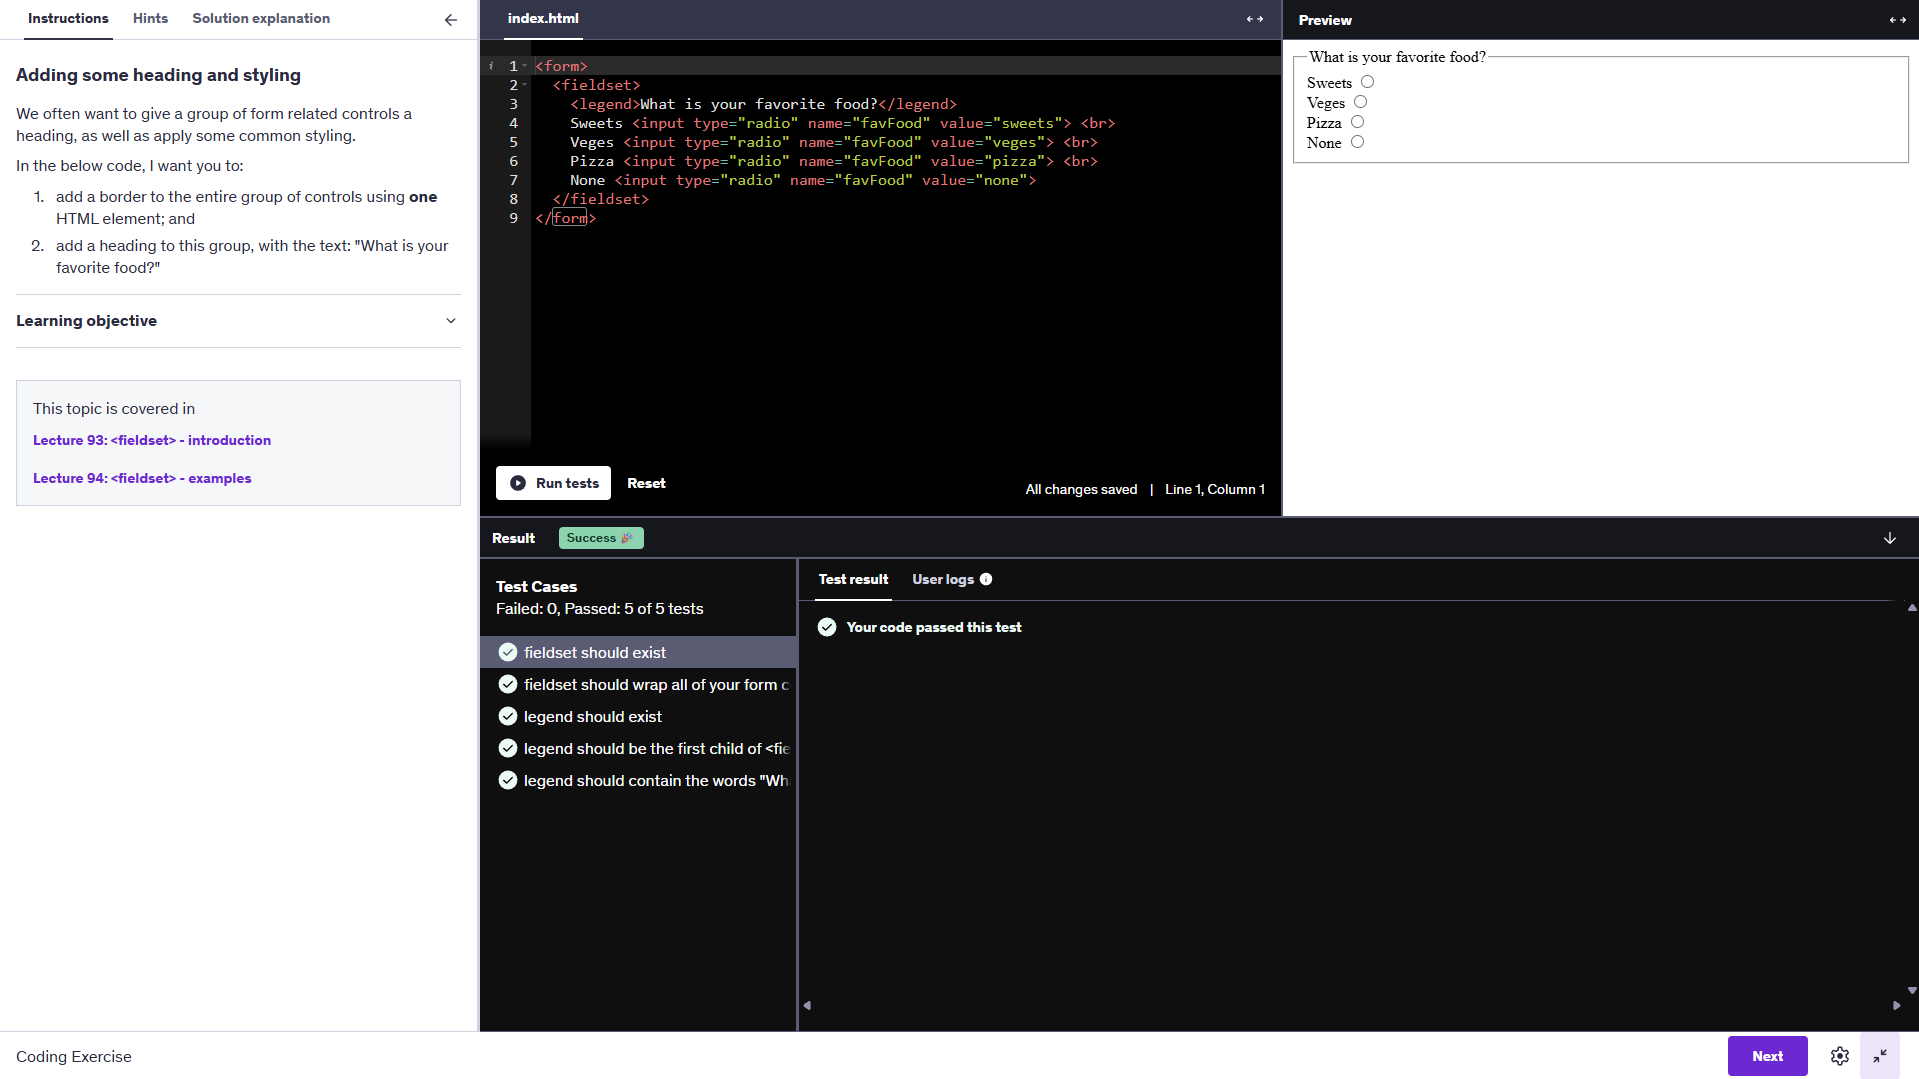 Instructions
Hints
Solution explanation
Adding some heading and styling
We often want to give a group of form related controls a
heading, as well as apply some common styling.
In the below code, I want you to:
1. add a border to the entire group of controls using one
HTML element; and
2. add a heading to this group, with the text: "What is your
favorite food?"
Learning objective
This topic is covered in
Lecture 93: <fieldset> - introduction
Lecture 94: <fieldset> - examples
index.html
i 1 <form>
2 <fieldset>
3 <legend>What is your favorite food?</legend>
4 Sweets <input type="radio" name="favFood" value="sweets"> <br>
5 Veges <input type="radio" name="favFood" value="veges"> <br>
6 Pizza <input type="radio" name="favFood" value="pizza"> <br>
7 None <input type="radio" name="favFood" value="none">
8 </fieldset>
9 </form>
Run tests
Reset
All changes saved | Line 1, Column 1
Preview
What is your favorite food?
Sweets
Veges
Pizza
None
Result
Success
Test Cases
Failed: 0, Passed: 5 of 5 tests
fieldset should exist
fieldset should wrap all of your form c
legend should exist
legend should be the first child of <fie
legend should contain the words "Wh
Test result
User logs
Your code passed this test
Coding Exercise
Next